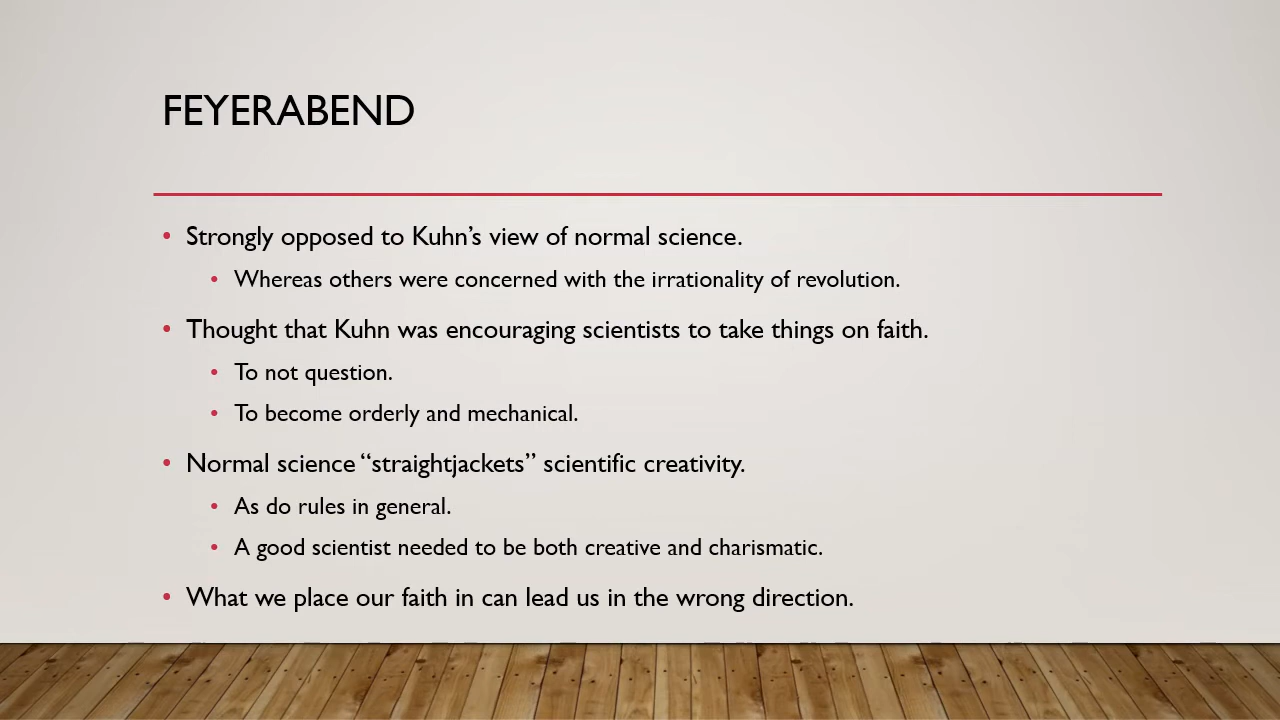 FEYERABEND
• Strongly opposed to Kuhn’s view of normal science.
• Whereas others were concerned with the irrationality of revolution.
• Thought that Kuhn was encouraging scientists to take things on faith.
• To not question.
• To become orderly and mechanical.
• Normal science “straightjackets” scientific creativity.
• As do rules in general.
• A good scientist needed to be both creative and charismatic.
• What we place our faith in can lead us in the wrong direction.